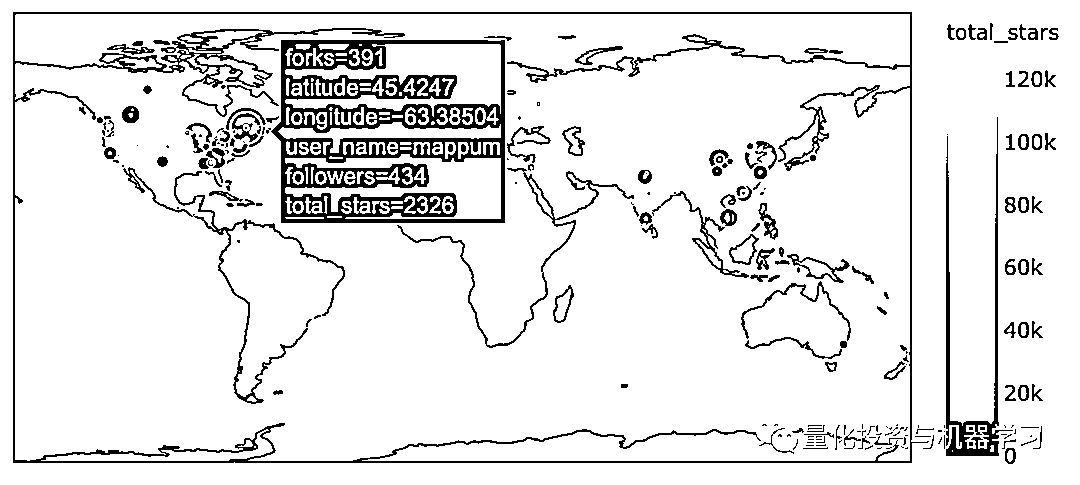 forks=391
latitude=45.4247
longitude=−63.38504
user_name=mappum
followers=434
total_stars=2326
total_stars
120k
100k
80k
60k
40k
20k
0
量化投资与机器学习